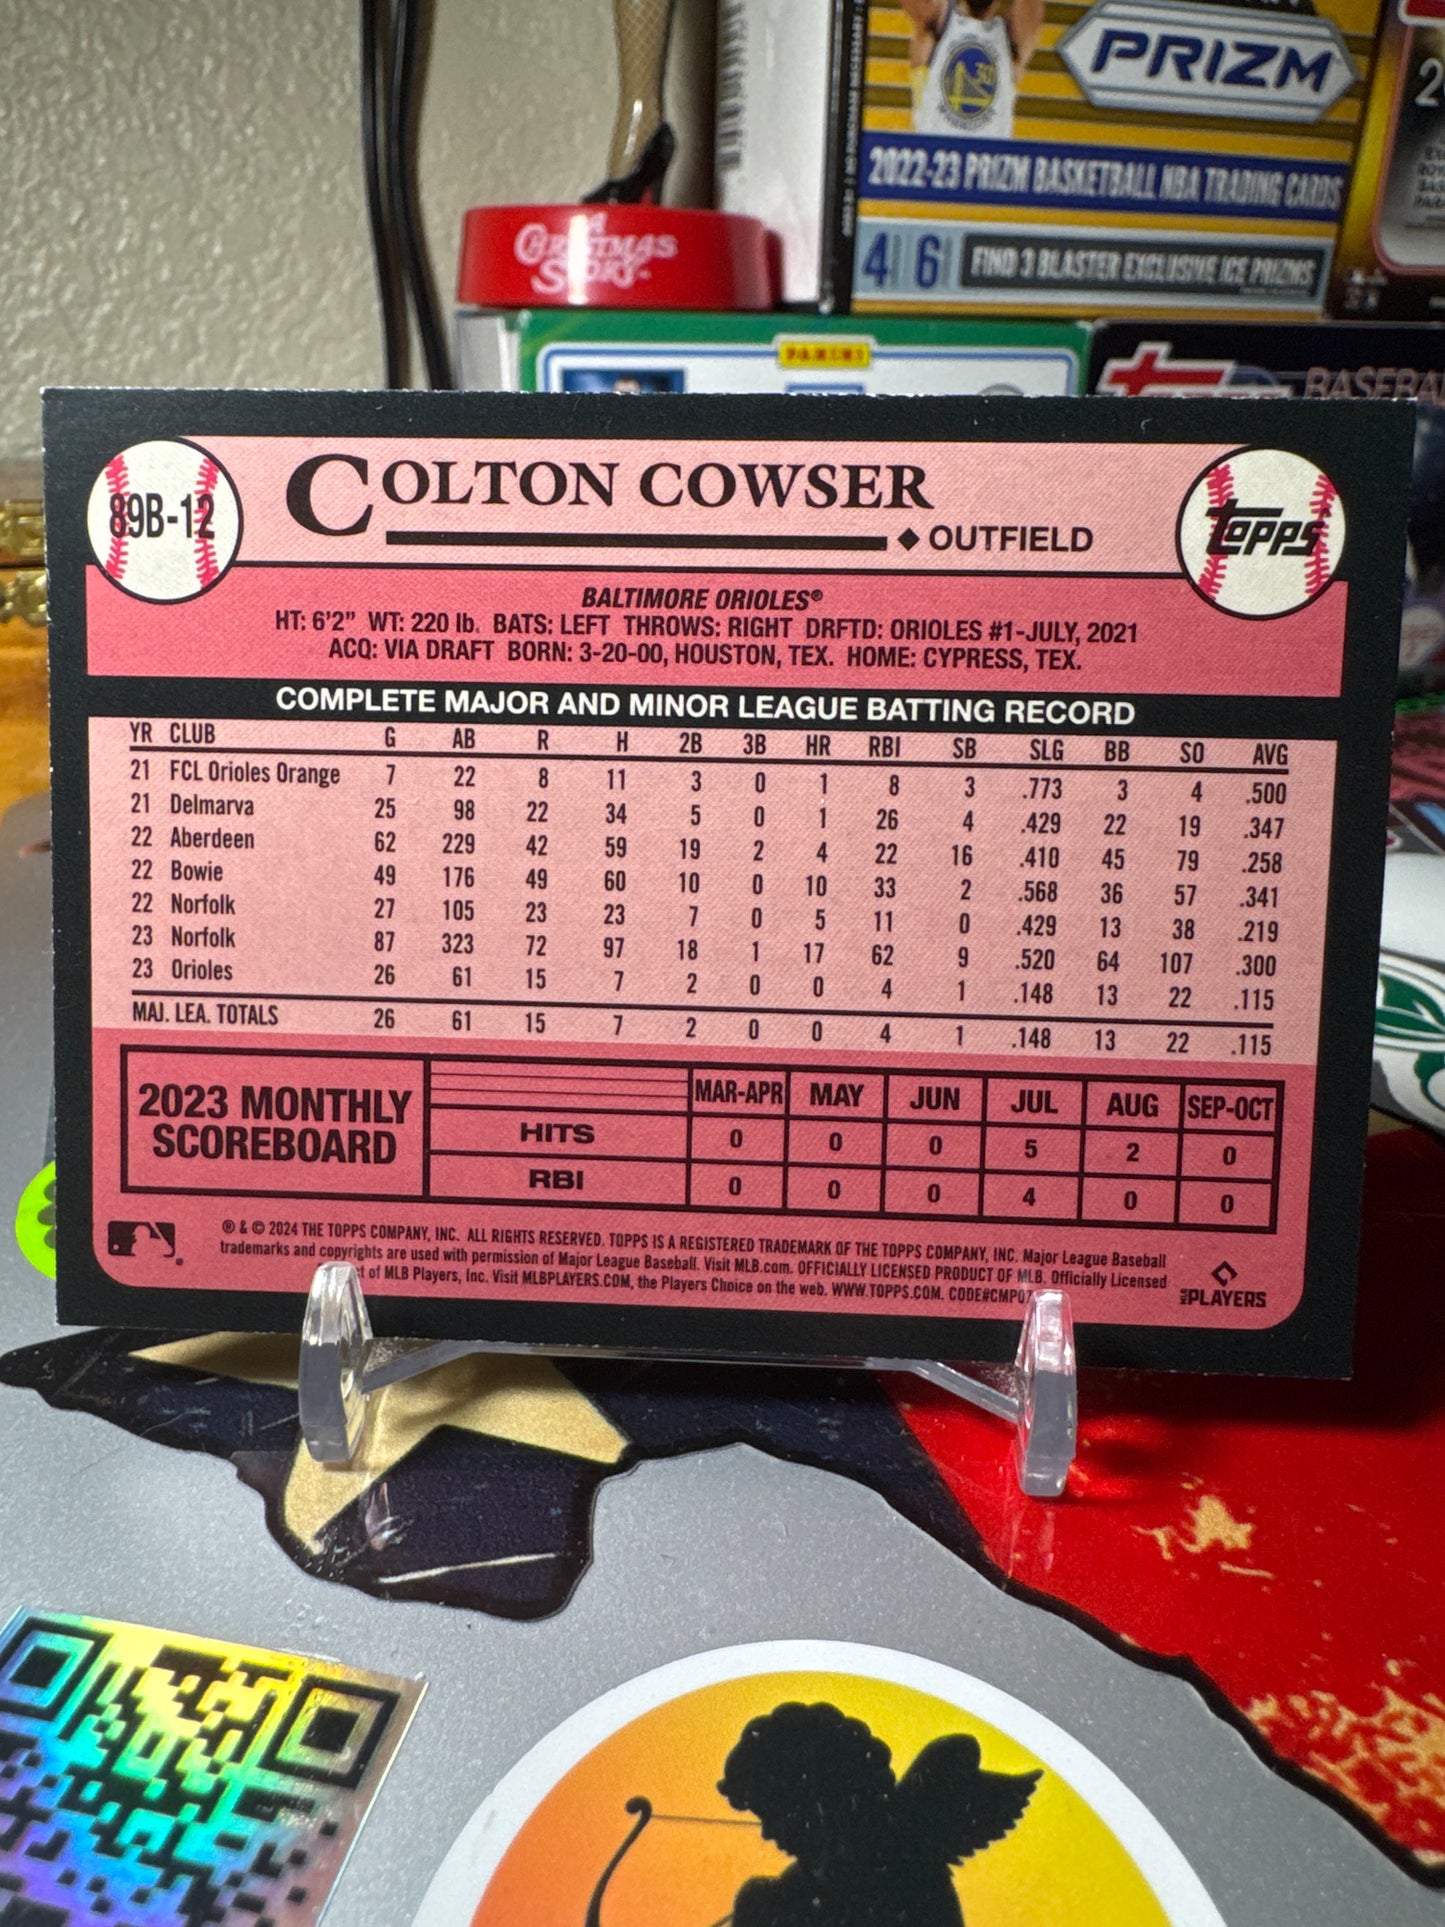 PRIZM
2022-23 PRIZM BASKETBALL NBA TRADING CARDS
4 6 FIND 3 BLASTER EXCLUSIVE ICE PRIZMS
A
CHRISTMAS
STORY
PANINI
topps BASEBA
89B-12
COLTON COWSER
◆ OUTFIELD
Topps
BALTIMORE ORIOLES®
HT: 6'2" WT: 220 lb. BATS: LEFT THROWS: RIGHT DRFTD: ORIOLES #1-JULY, 2021
ACQ: VIA DRAFT BORN: 3-20-00, HOUSTON, TEX. HOME: CYPRESS, TEX.
COMPLETE MAJOR AND MINOR LEAGUE BATTING RECORD
YR CLUB G AB R H 2B 3B HR RBI SB SLG BB SO AVG
21 FCL Orioles Orange 7 22 8 11 3 0 1 8 3 .773 3 4 .500
21 Delmarva 25 98 22 34 5 0 1 26 4 .429 22 19 .347
22 Aberdeen 62 229 42 59 19 2 4 22 16 .410 45 79 .258
22 Bowie 49 176 49 60 10 0 10 33 2 .568 36 57 .341
22 Norfolk 27 105 23 23 7 0 5 11 0 .429 13 38 .219
23 Norfolk 87 323 72 97 18 1 17 62 9 .520 64 107 .300
23 Orioles 26 61 15 7 2 0 0 4 1 .148 13 22 .115
MAJ. LEA. TOTALS 26 61 15 7 2 0 0 4 1 .148 13 22 .115
2023 MONTHLY
SCOREBOARD
MAR-APR MAY JUN JUL AUG SEP-OCT
HITS 0 0 0 5 2 0
RBI 0 0 0 4 0 0
® & © 2024 THE TOPPS COMPANY, INC. ALL RIGHTS RESERVED. TOPPS IS A REGISTERED TRADEMARK OF THE TOPPS COMPANY, INC. Major League Baseball
trademarks and copyrights are used with permission of Major League Baseball. Visit MLB.com. OFFICIALLY LICENSED PRODUCT OF MLB. Officially Licensed
t of MLB Players, Inc. Visit MLBPLAYERS.COM, the Players Choice on the web. WWW.TOPPS.COM. CODE#CMP07
MLB PLAYERS